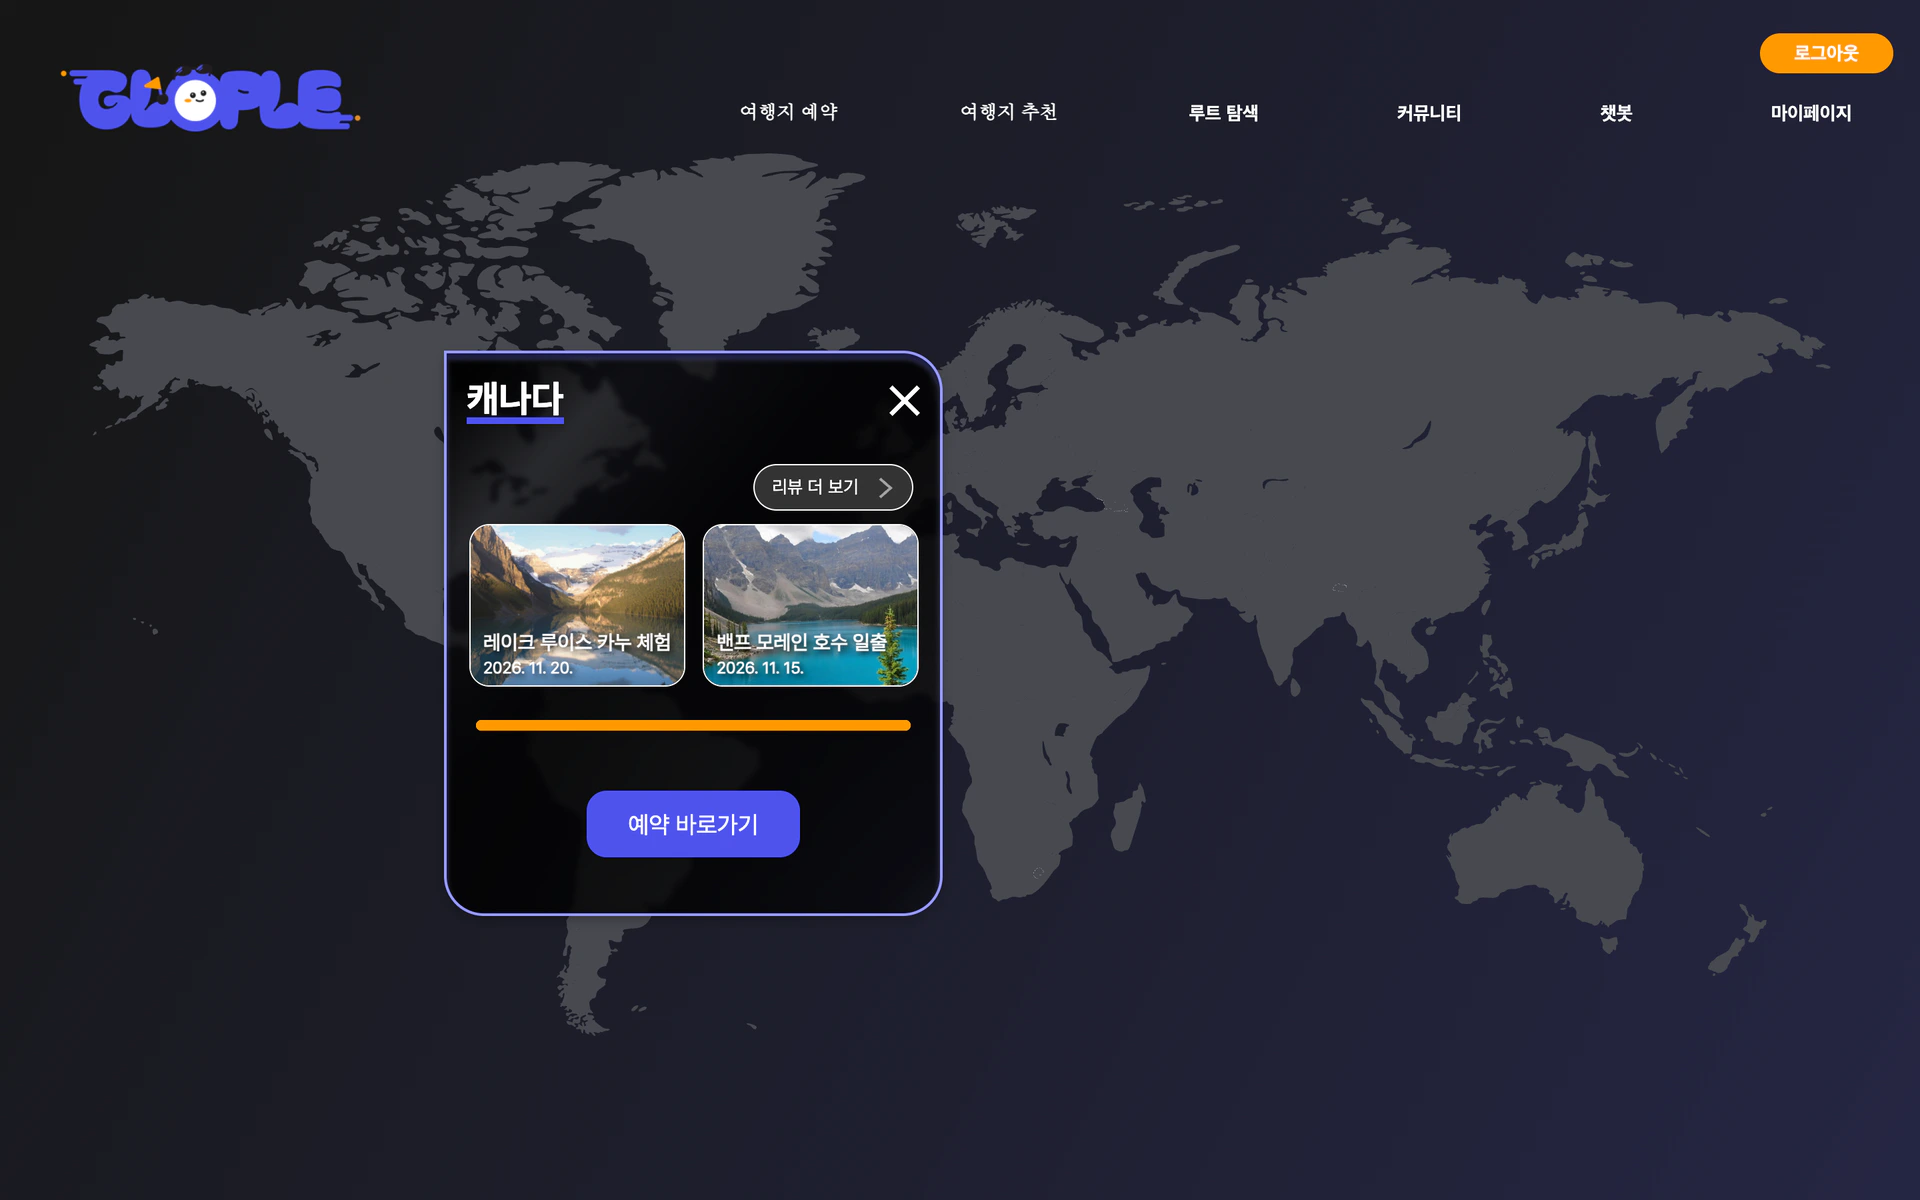 GLOPLE
로그아웃
여행지 예약
여행지 추천
루트 탐색
커뮤니티
챗봇
마이페이지
캐나다
리뷰 더 보기
레이크 루이스 카누 체험
2026. 11. 20.
밴프 모레인 호수 일출
2026. 11. 15.
예약 바로가기